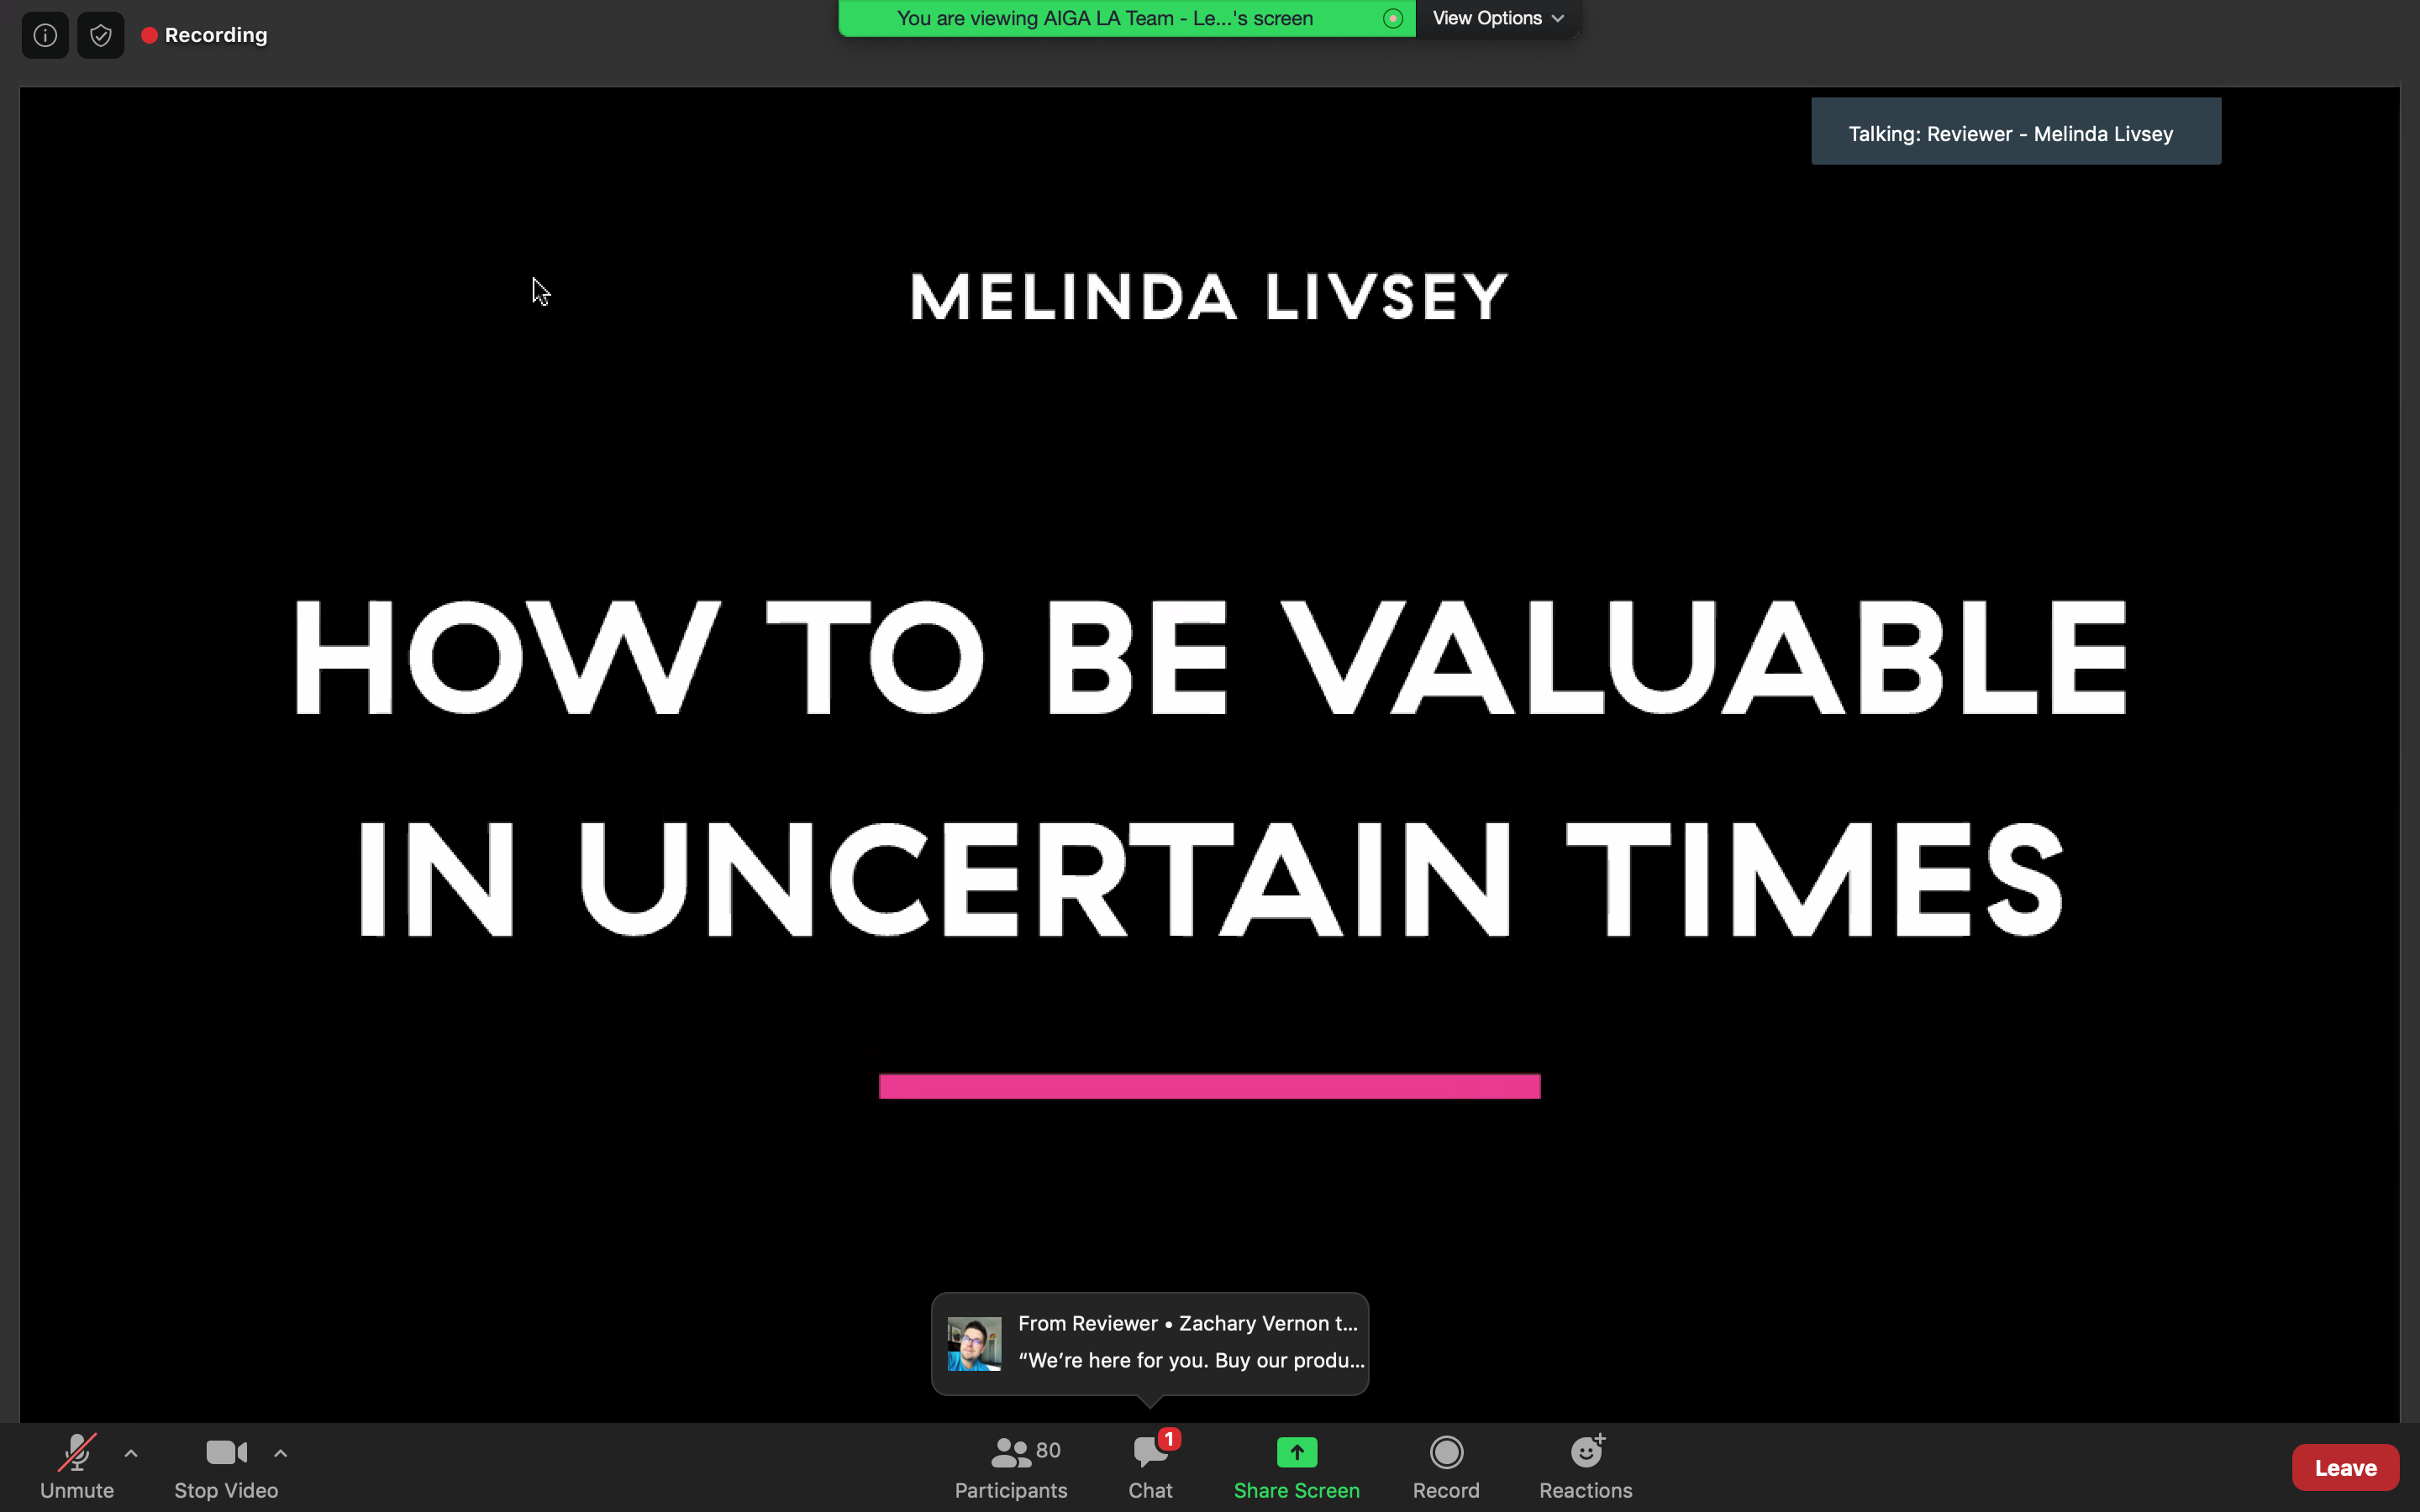 Recording
You are viewing AIGA LA Team - Le...'s screen
View Options
Talking: Reviewer - Melinda Livsey
MELINDA LIVSEY
HOW TO BE VALUABLE
IN UNCERTAIN TIMES
From Reviewer • Zachary Vernon t...
“We’re here for you. Buy our produ...
Unmute
Stop Video
80
Participants
1
Chat
Share Screen
Record
Reactions
Leave